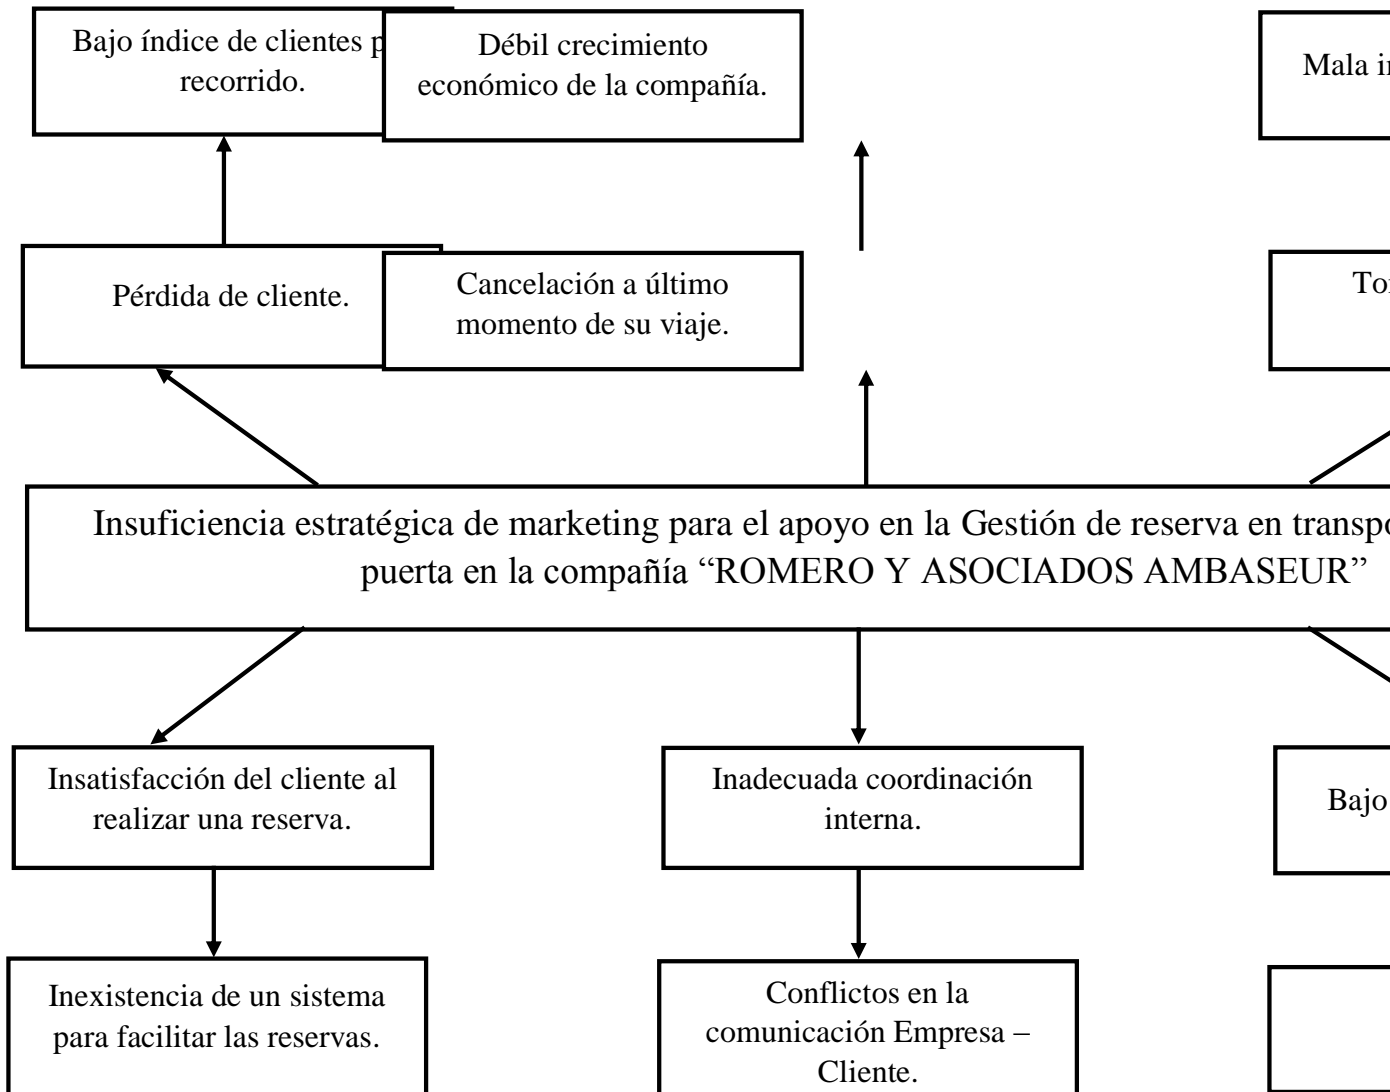 Bajo índice de clientes
recorrido.
Débil crecimiento
económico de la compañía.
Mala
Pérdida de cliente.
Cancelación a último
momento de su viaje.
Insuficiencia estratégica de marketing para el apoyo en la Gestión de reserva en
puerta en la compañía “ROMERO Y ASOCIADOS AMBASEUR”
Insatisfacción del cliente al
realizar una reserva.
Inadecuada coordinación
interna.
Bajo
Inexistencia de un sistema
para facilitar las reservas.
Conflictos en la
comunicación Empresa –
Cliente.